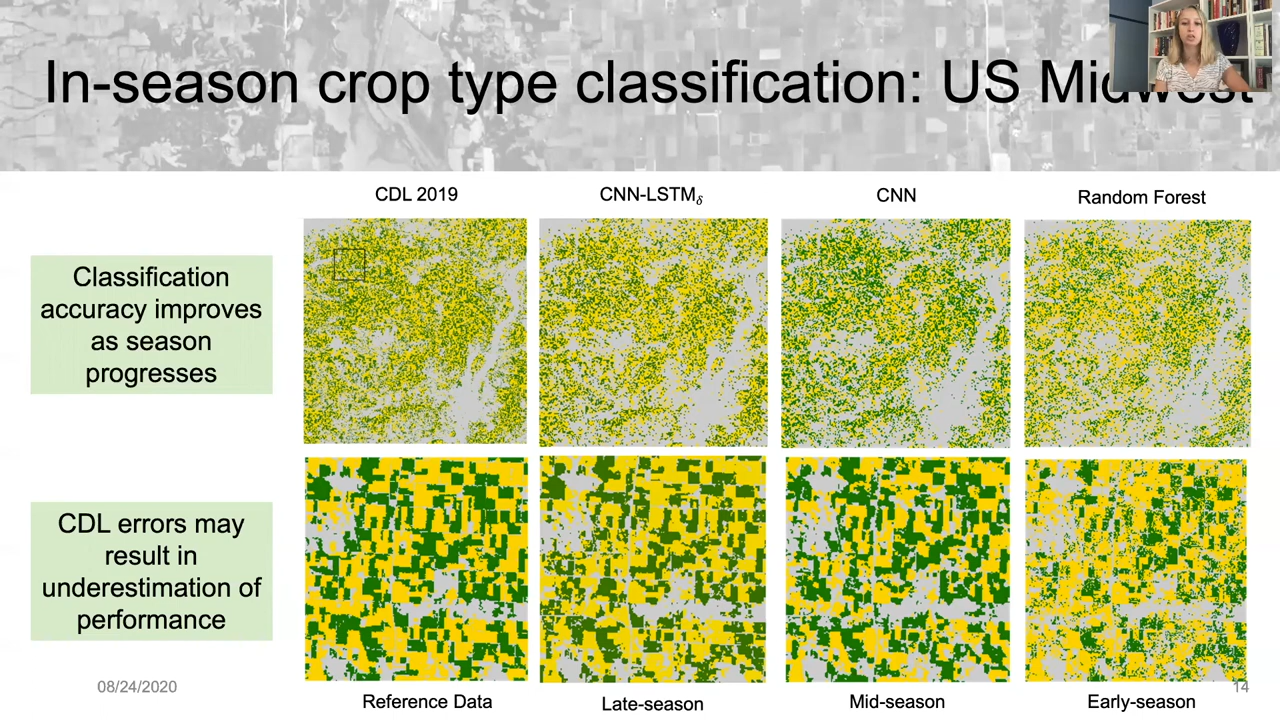 In-season crop type classification: US Midwest
CDL 2019
CNN-LSTMδ
CNN
Random Forest
Classification
accuracy improves
as season
progresses
CDL errors may
result in
underestimation of
performance
08/24/2020
Reference Data
Late-season
Mid-season
Early-season
14